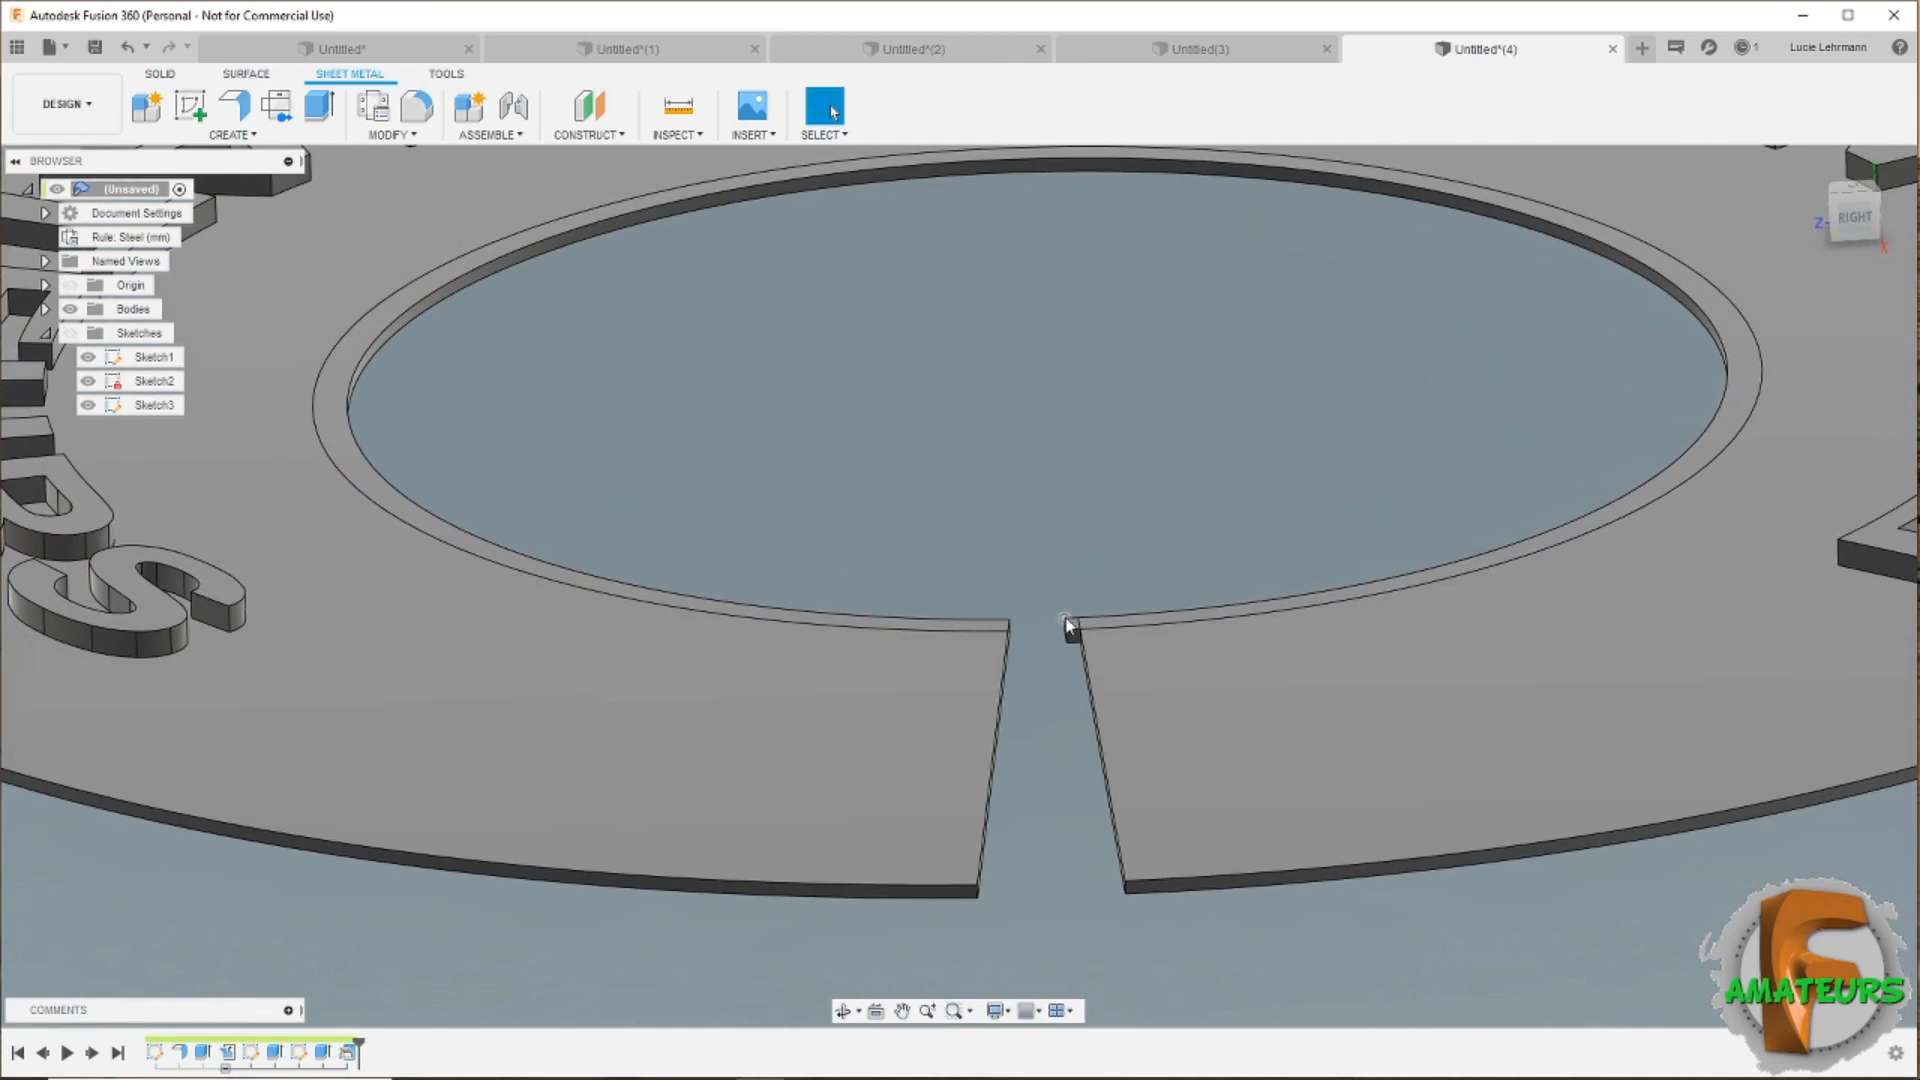 Autodesk Fusion 360 (Personal - Not for Commercial Use)
Untitled*
Untitled*(1)
Untitled*(2)
Untitled(3)
Untitled*(4)
1
Lucie Lehrmann
SOLID
SURFACE
SHEET METAL
TOOLS
DESIGN
CREATE
MODIFY
ASSEMBLE
CONSTRUCT
INSPECT
INSERT
SELECT
BROWSER
(Unsaved)
Document Settings
Rule: Steel (mm)
Named Views
Origin
Bodies
Sketches
Sketch1
Sketch2
Sketch3
RIGHT
Z
X
S
COMMENTS
F
AMATEURS